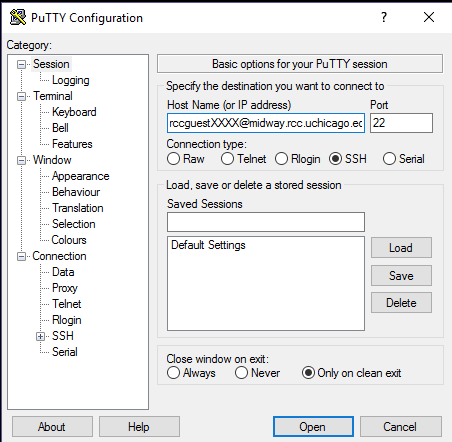 PuTTY Configuration
?
Category:
Session
Logging
Terminal
Keyboard
Bell
Features
Window
Appearance
Behaviour
Translation
Selection
Colours
Connection
Data
Proxy
Telnet
Rlogin
SSH
Serial
Basic options for your PuTTY session
Specify the destination you want to connect to
Host Name (or IP address) Port
rccguestXXXX@midway.rcc.uchicago.ec 22
Connection type:
Raw Telnet Rlogin SSH Serial
Load, save or delete a stored session
Saved Sessions
Default Settings
Load
Save
Delete
Close window on exit:
Always Never Only on clean exit
About Help Open Cancel